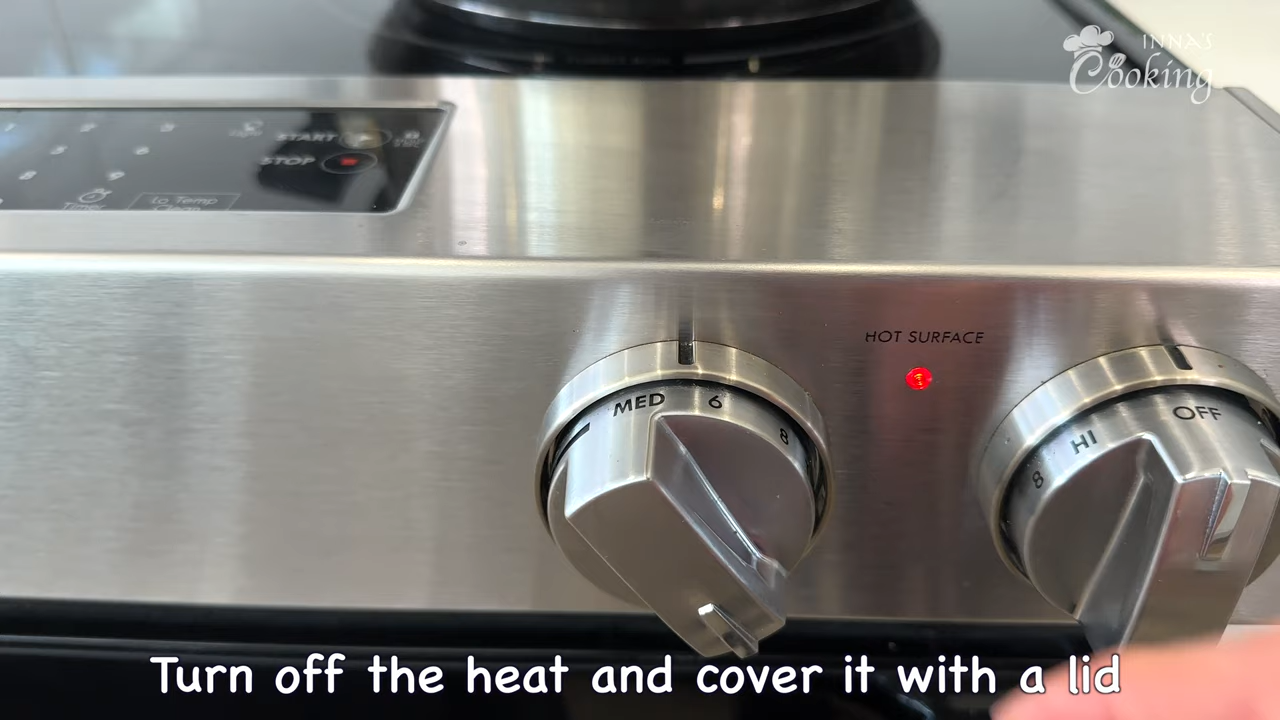 INNA'S
Cooking
START
STOP
Timer
Lo Temp
Clean
HOT SURFACE
MED 6 8
8 HI OFF
Turn off the heat and cover it with a lid